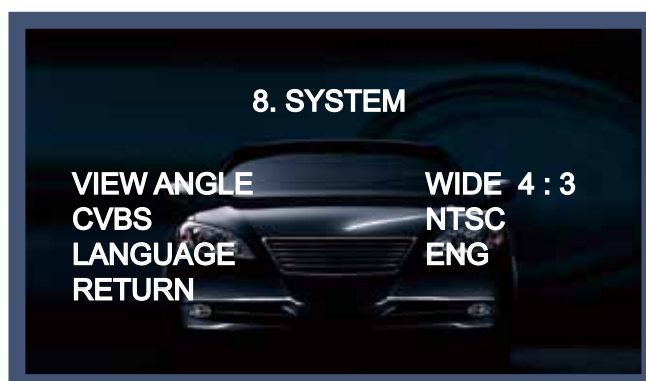 8. SYSTEM
VIEW ANGLE WIDE 4 : 3
CVBS NTSC
LANGUAGE ENG
RETURN